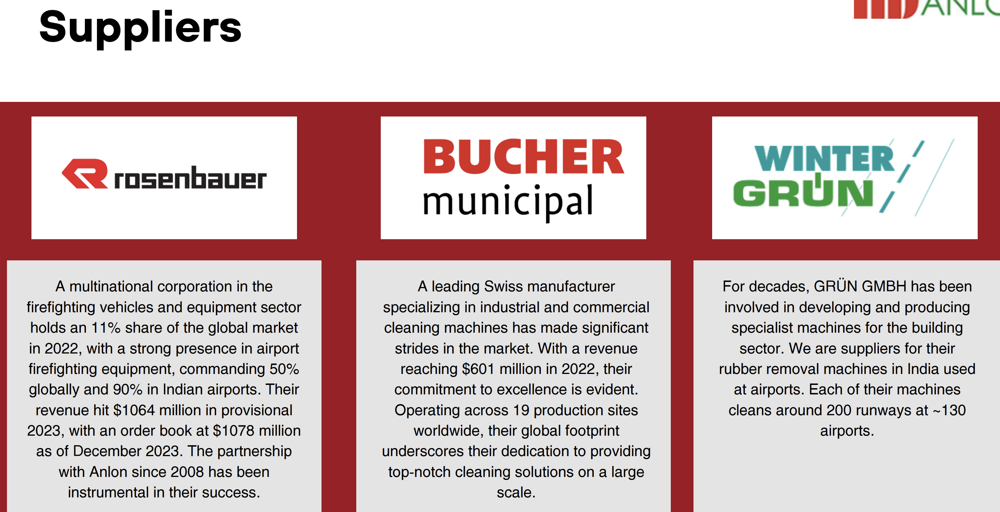 Suppliers
rosenbauer
BUCHER
municipal
WINTER
GRÜN
A multinational corporation in the
firefighting vehicles and equipment sector
holds an 11% share of the global market
in 2022, with a strong presence in airport
firefighting equipment, commanding 50%
globally and 90% in Indian airports. Their
revenue hit $1064 million in provisional
2023, with an order book at $1078 million
as of December 2023. The partnership
with Anlon since 2008 has been
instrumental in their success.
A leading Swiss manufacturer
specializing in industrial and commercial
cleaning machines has made significant
strides in the market. With a revenue
reaching $601 million in 2022, their
commitment to excellence is evident.
Operating across 19 production sites
worldwide, their global footprint
underscores their dedication to providing
top-notch cleaning solutions on a large
scale.
For decades, GRÜN GMBH has been
involved in developing and producing
specialist machines for the building
sector. We are suppliers for their
rubber removal machines in India used
at airports. Each of their machines
cleans around 200 runways at ~130
airports.